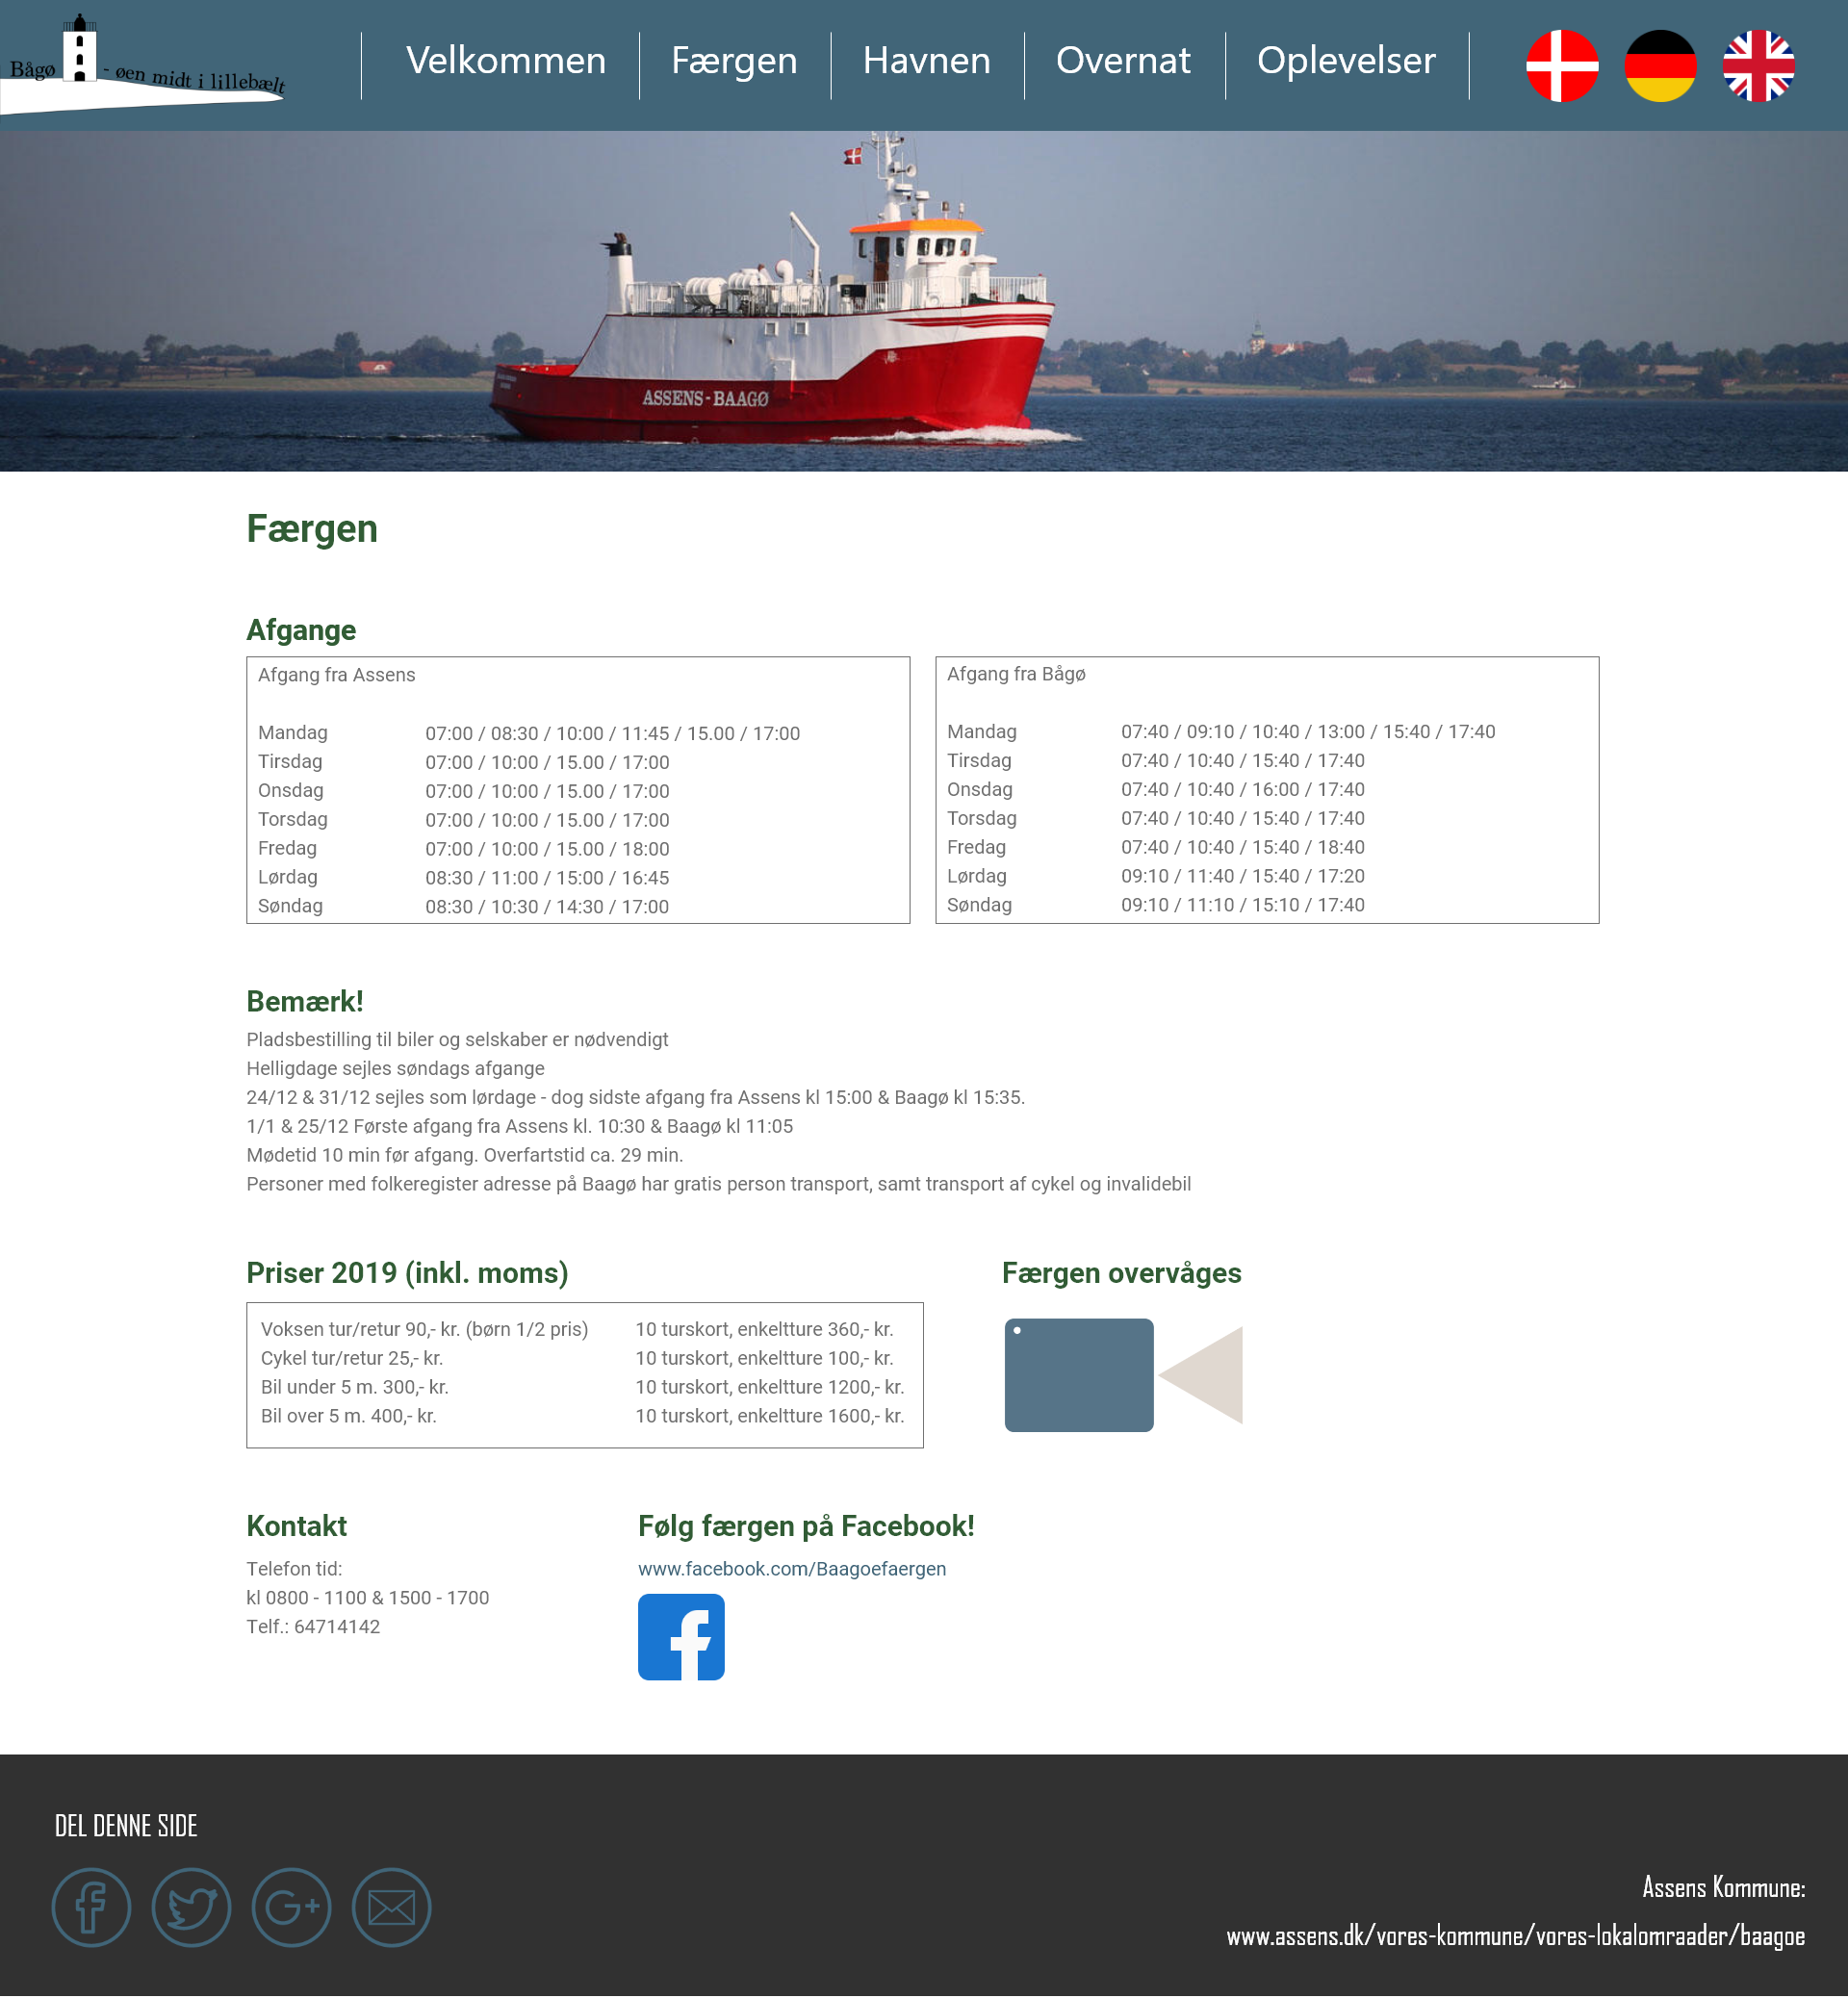 Bågø - øen midt i lillebælt
Velkommen
Færgen
Havnen
Overnat
Oplevelser
ASSENS-BAAGØ
Færgen
Afgange
Afgang fra Assens
Mandag 07:00 / 08:30 / 10:00 / 11:45 / 15.00 / 17:00
Tirsdag 07:00 / 10:00 / 15.00 / 17:00
Onsdag 07:00 / 10:00 / 15.00 / 17:00
Torsdag 07:00 / 10:00 / 15.00 / 17:00
Fredag 07:00 / 10:00 / 15.00 / 18:00
Lørdag 08:30 / 11:00 / 15:00 / 16:45
Søndag 08:30 / 10:30 / 14:30 / 17:00
Afgang fra Bågø
Mandag 07:40 / 09:10 / 10:40 / 13:00 / 15:40 / 17:40
Tirsdag 07:40 / 10:40 / 15:40 / 17:40
Onsdag 07:40 / 10:40 / 16:00 / 17:40
Torsdag 07:40 / 10:40 / 15:40 / 17:40
Fredag 07:40 / 10:40 / 15:40 / 18:40
Lørdag 09:10 / 11:40 / 15:40 / 17:20
Søndag 09:10 / 11:10 / 15:10 / 17:40
Bemærk!
Pladsbestilling til biler og selskaber er nødvendigt
Helligdage sejles søndags afgange
24/12 & 31/12 sejles som lørdage - dog sidste afgang fra Assens kl 15:00 & Baagø kl 15:35.
1/1 & 25/12 Første afgang fra Assens kl. 10:30 & Baagø kl 11:05
Mødetid 10 min før afgang. Overfartstid ca. 29 min.
Personer med folkeregister adresse på Baagø har gratis person transport, samt transport af cykel og invalidebil
Priser 2019 (inkl. moms)
Voksen tur/retur 90,- kr. (børn 1/2 pris) 10 turskort, enkeltture 360,- kr.
Cykel tur/retur 25,- kr. 10 turskort, enkeltture 100,- kr.
Bil under 5 m. 300,- kr. 10 turskort, enkeltture 1200,- kr.
Bil over 5 m. 400,- kr. 10 turskort, enkeltture 1600,- kr.
Færgen overvåges
Kontakt
Telefon tid:
kl 0800 - 1100 & 1500 - 1700
Telf.: 64714142
Følg færgen på Facebook!
www.facebook.com/Baagoefaergen
DEL DENNE SIDE
Assens Kommune:
www.assens.dk/vores-kommune/vores-lokalomraader/baagoe